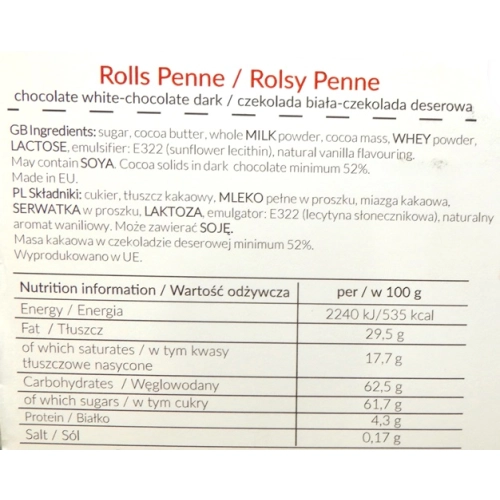 Rolls Penne / Rolsy Penne
chocolate white-chocolate dark / czekolada biała-czekolada deserowa
GB Ingredients: sugar, cocoa butter, whole MILK powder, cocoa mass, WHEY powder,
LACTOSE, emulsifier: E322 (sunflower lecithin), natural vanilla flavouring.
May contain SOYA. Cocoa solids in dark chocolate minimum 52%.
Made in EU.
PL Składniki: cukier, tłuszcz kakaowy, MLEKO pełne w proszku, miazga kakaowa,
SERWATKA w proszku, LAKTOZA, emulgator: E322 (lecytyna słonecznikowa), naturalny
aromat waniliowy. Może zawierać SOJĘ.
Masa kakaowa w czekoladzie deserowej minimum 52%.
Wyprodukowano w UE.
Nutrition information / Wartość odżywcza per / w 100 g
Energy / Energia 2240 kJ/535 kcal
Fat / Tłuszcz 29,5 g
of which saturates / w tym kwasy
tłuszczowe nasycone 17,7 g
Carbohydrates / Węglowodany 62,5 g
of which sugars / w tym cukry 61,7 g
Protein / Białko 4,3 g
Salt / Sól 0,17 g